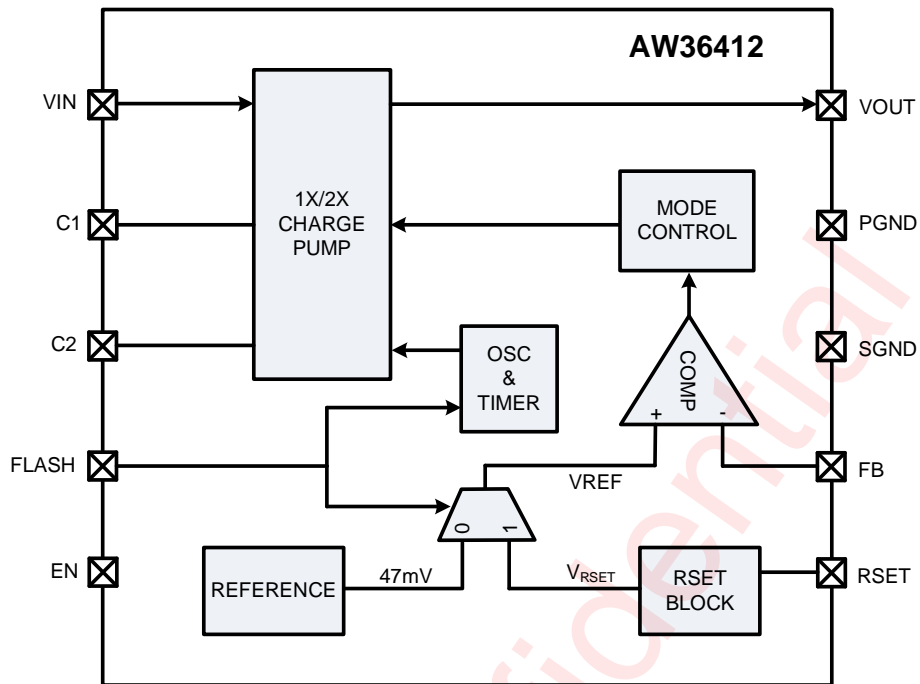 AW36412
VIN
VOUT
1X/2X
CHARGE
PUMP
MODE
CONTROL
C1
PGND
C2
SGND
OSC
&
TIMER
COMP
+
-
FLASH
VREF
FB
0
1
EN
REFERENCE
47mV
VRSET
RSET
BLOCK
RSET
fidential